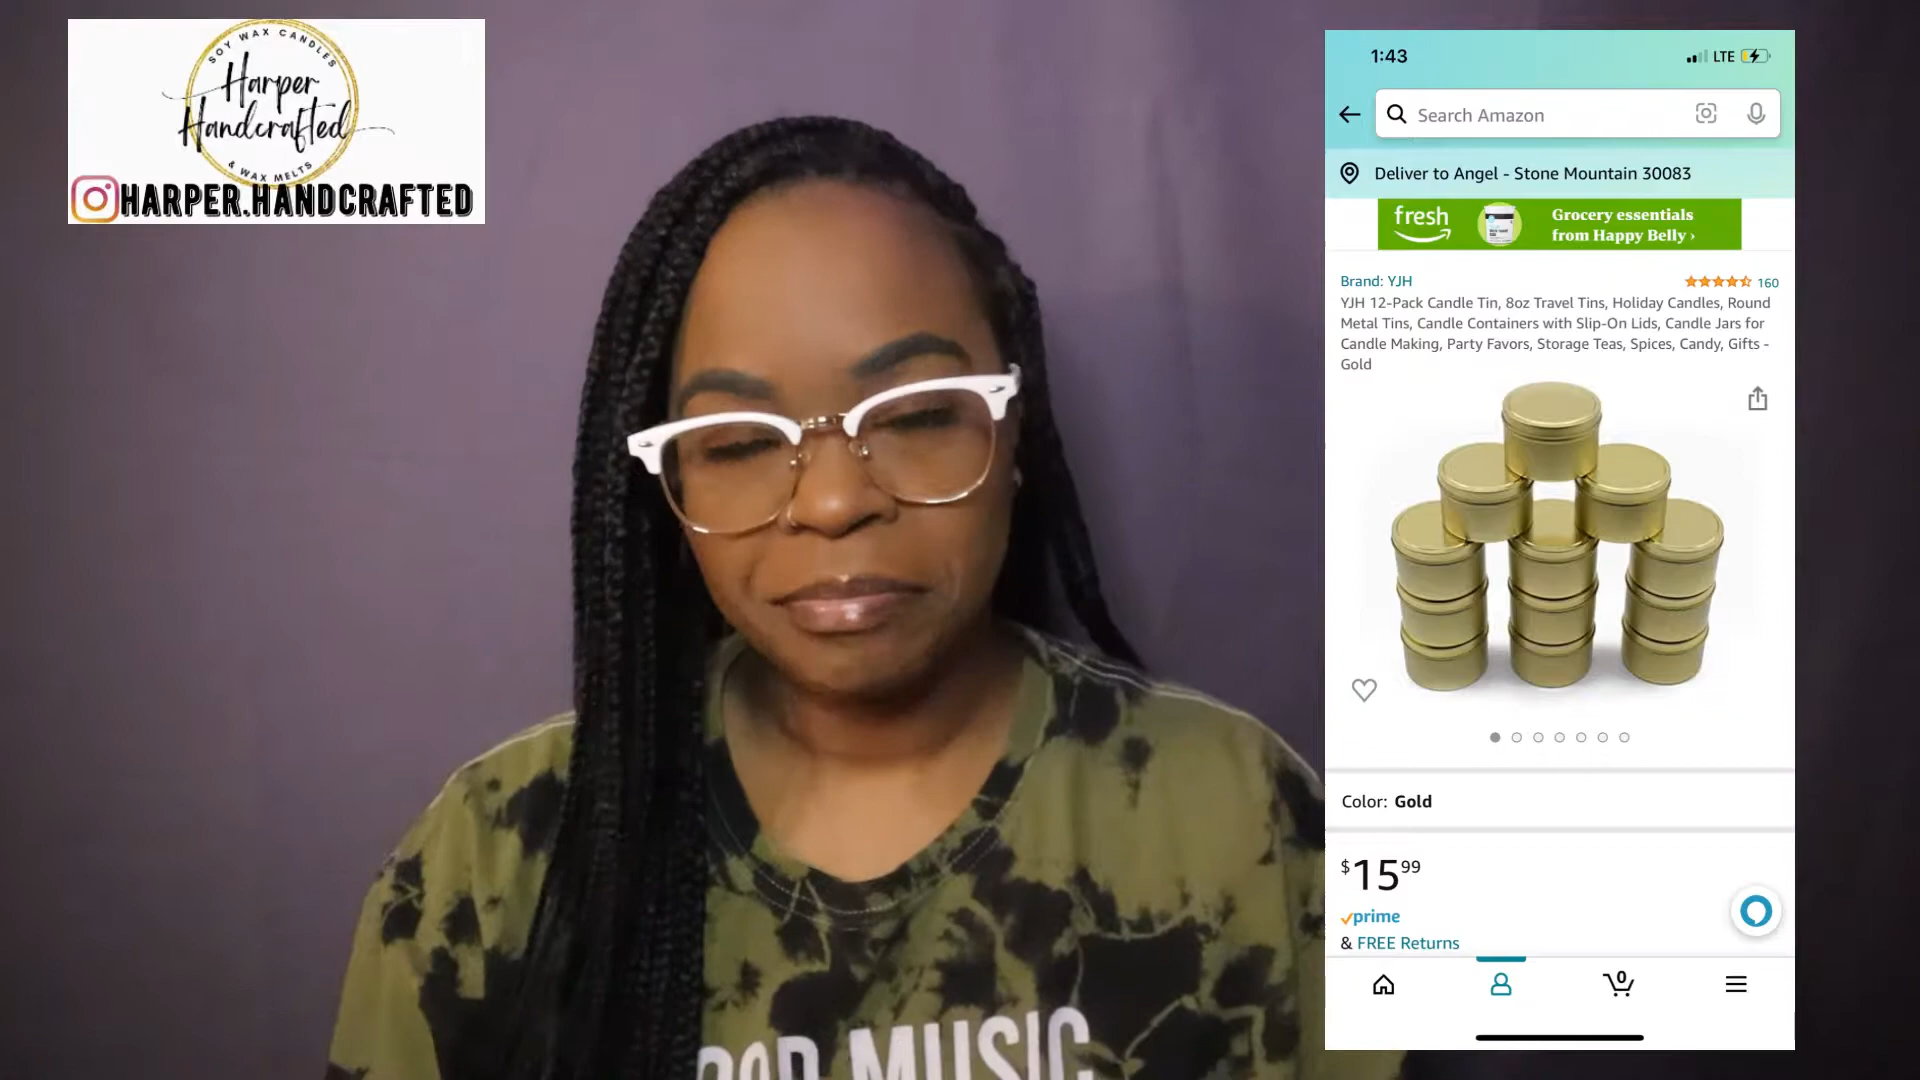 SOY WAX CANDLES
Harper
Handcrafted
& WAX MELTS
HARPER.HANDCRAFTED
1:43
LTE
Search Amazon
Deliver to Angel - Stone Mountain 30083
fresh
Grocery essentials
from Happy Belly ›
Brand: YJH
160
YJH 12-Pack Candle Tin, 8oz Travel Tins, Holiday Candles, Round
Metal Tins, Candle Containers with Slip-On Lids, Candle Jars for
Candle Making, Party Favors, Storage Teas, Spices, Candy, Gifts -
Gold
Color: Gold
$15 99
prime
& FREE Returns
0
MUSIC